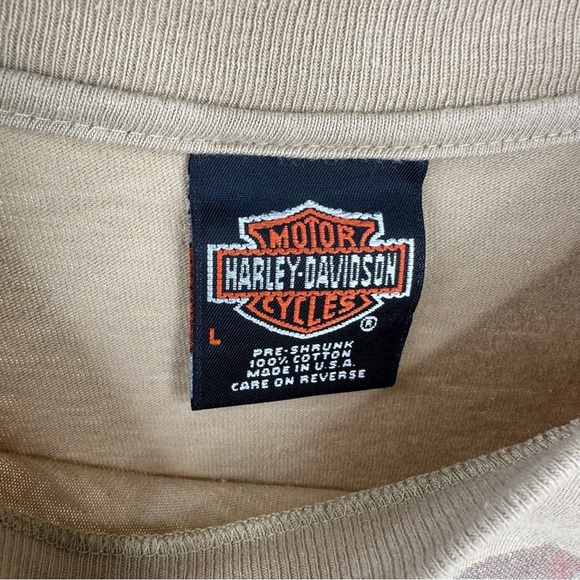 MOTOR
HARLEY-DAVIDSON
CYCLES
®
L
PRE-SHRUNK
100% COTTON
MADE IN U.S.A.
CARE ON REVERSE